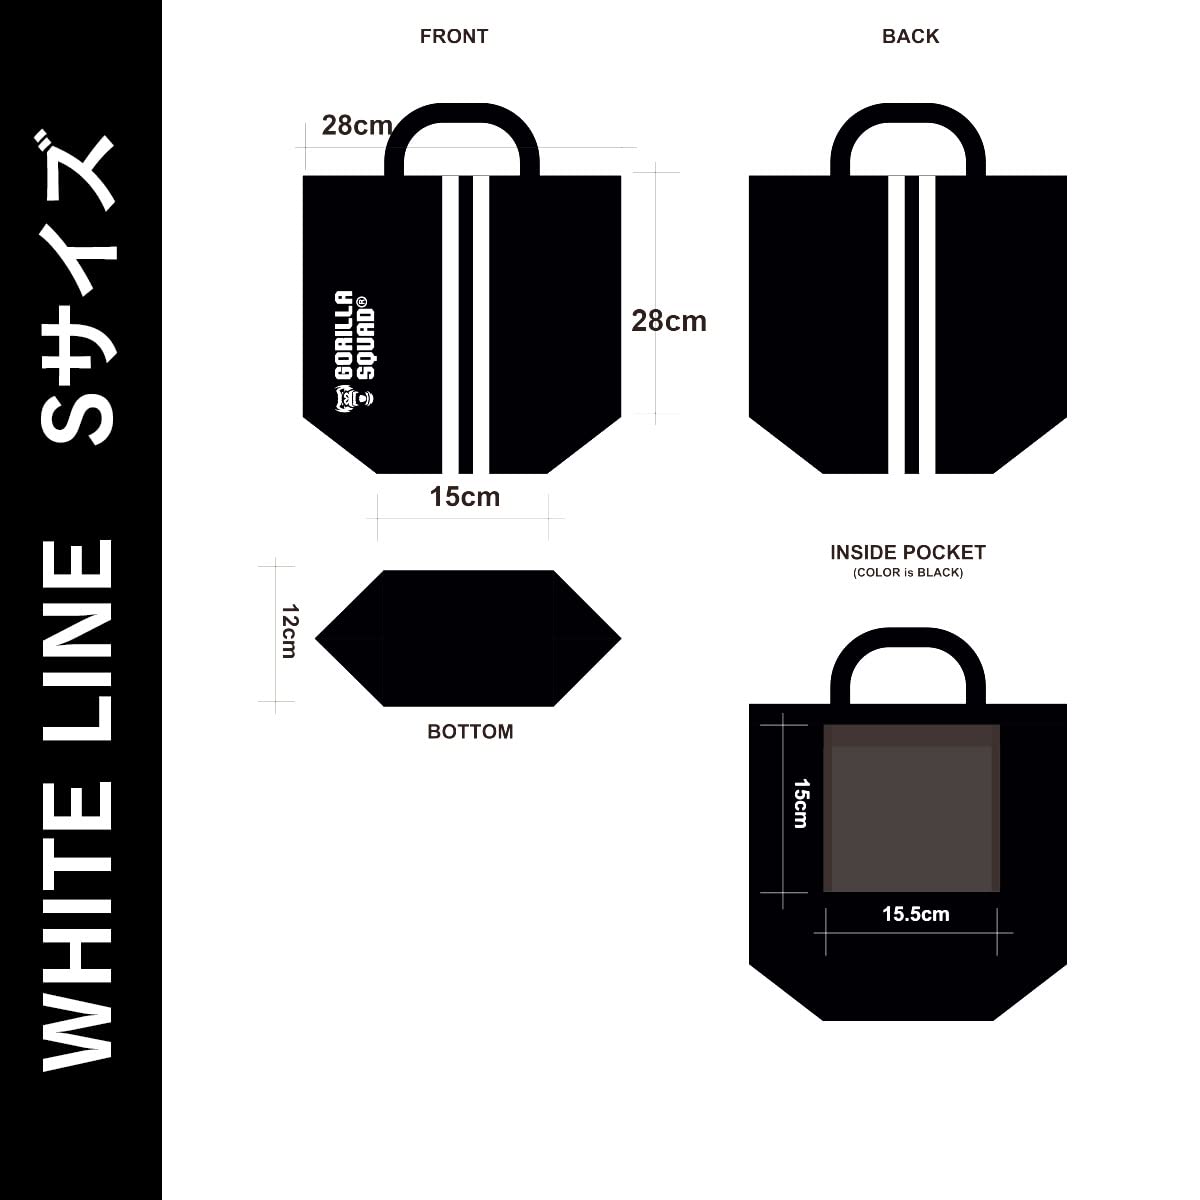 WHITE LINE Sサイズ
FRONT
28cm
28cm
GORILLA
SQUAD®
15cm
12cm
BOTTOM
BACK
INSIDE POCKET
(COLOR is BLACK)
15cm
15.5cm